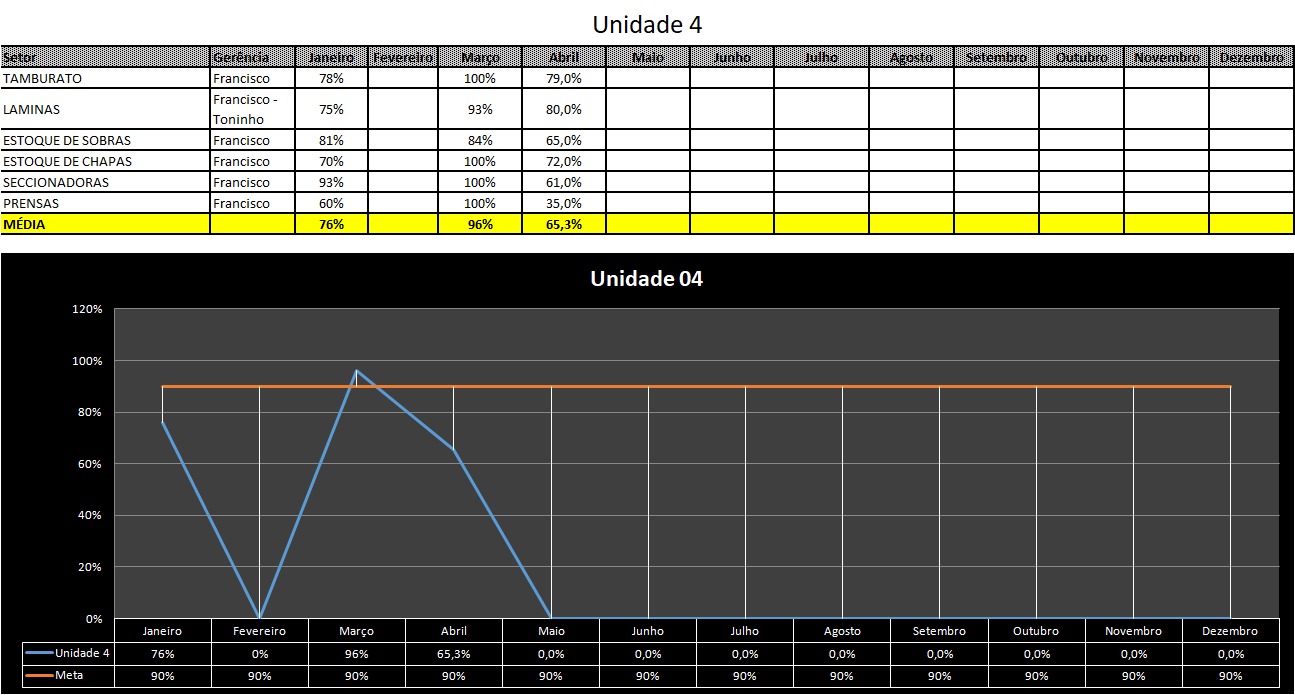 Unidade 4
Setor Gerência Janeiro Fevereiro Março Abril Maio Junho Julho Agosto Setembro Outubro Novembro Dezembro
TAMBURATO Francisco 78% 100% 79,0%
LAMINAS Francisco - Toninho 75% 93% 80,0%
ESTOQUE DE SOBRAS Francisco 81% 84% 65,0%
ESTOQUE DE CHAPAS Francisco 70% 100% 72,0%
SECCIONADORAS Francisco 93% 100% 61,0%
PRENSAS Francisco 60% 100% 35,0%
MÉDIA 76% 96% 65,3%
Unidade 04
120%
100%
80%
60%
40%
20%
0%
Janeiro Fevereiro Março Abril Maio Junho Julho Agosto Setembro Outubro Novembro Dezembro
Unidade 4 76% 0% 96% 65,3% 0,0% 0,0% 0,0% 0,0% 0,0% 0,0% 0,0% 0,0%
Meta 90% 90% 90% 90% 90% 90% 90% 90% 90% 90% 90% 90%